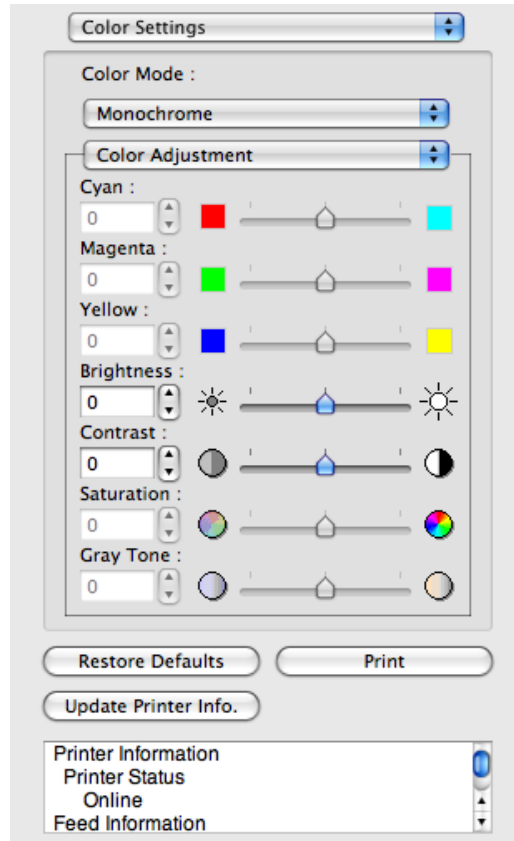 Color Settings
Color Mode :
Monochrome
Color Adjustment
Cyan :
0
Magenta :
0
Yellow :
0
Brightness :
0
Contrast :
0
Saturation :
0
Gray Tone :
0
Restore Defaults
Print
Update Printer Info.
Printer Information
Printer Status
Online
Feed Information